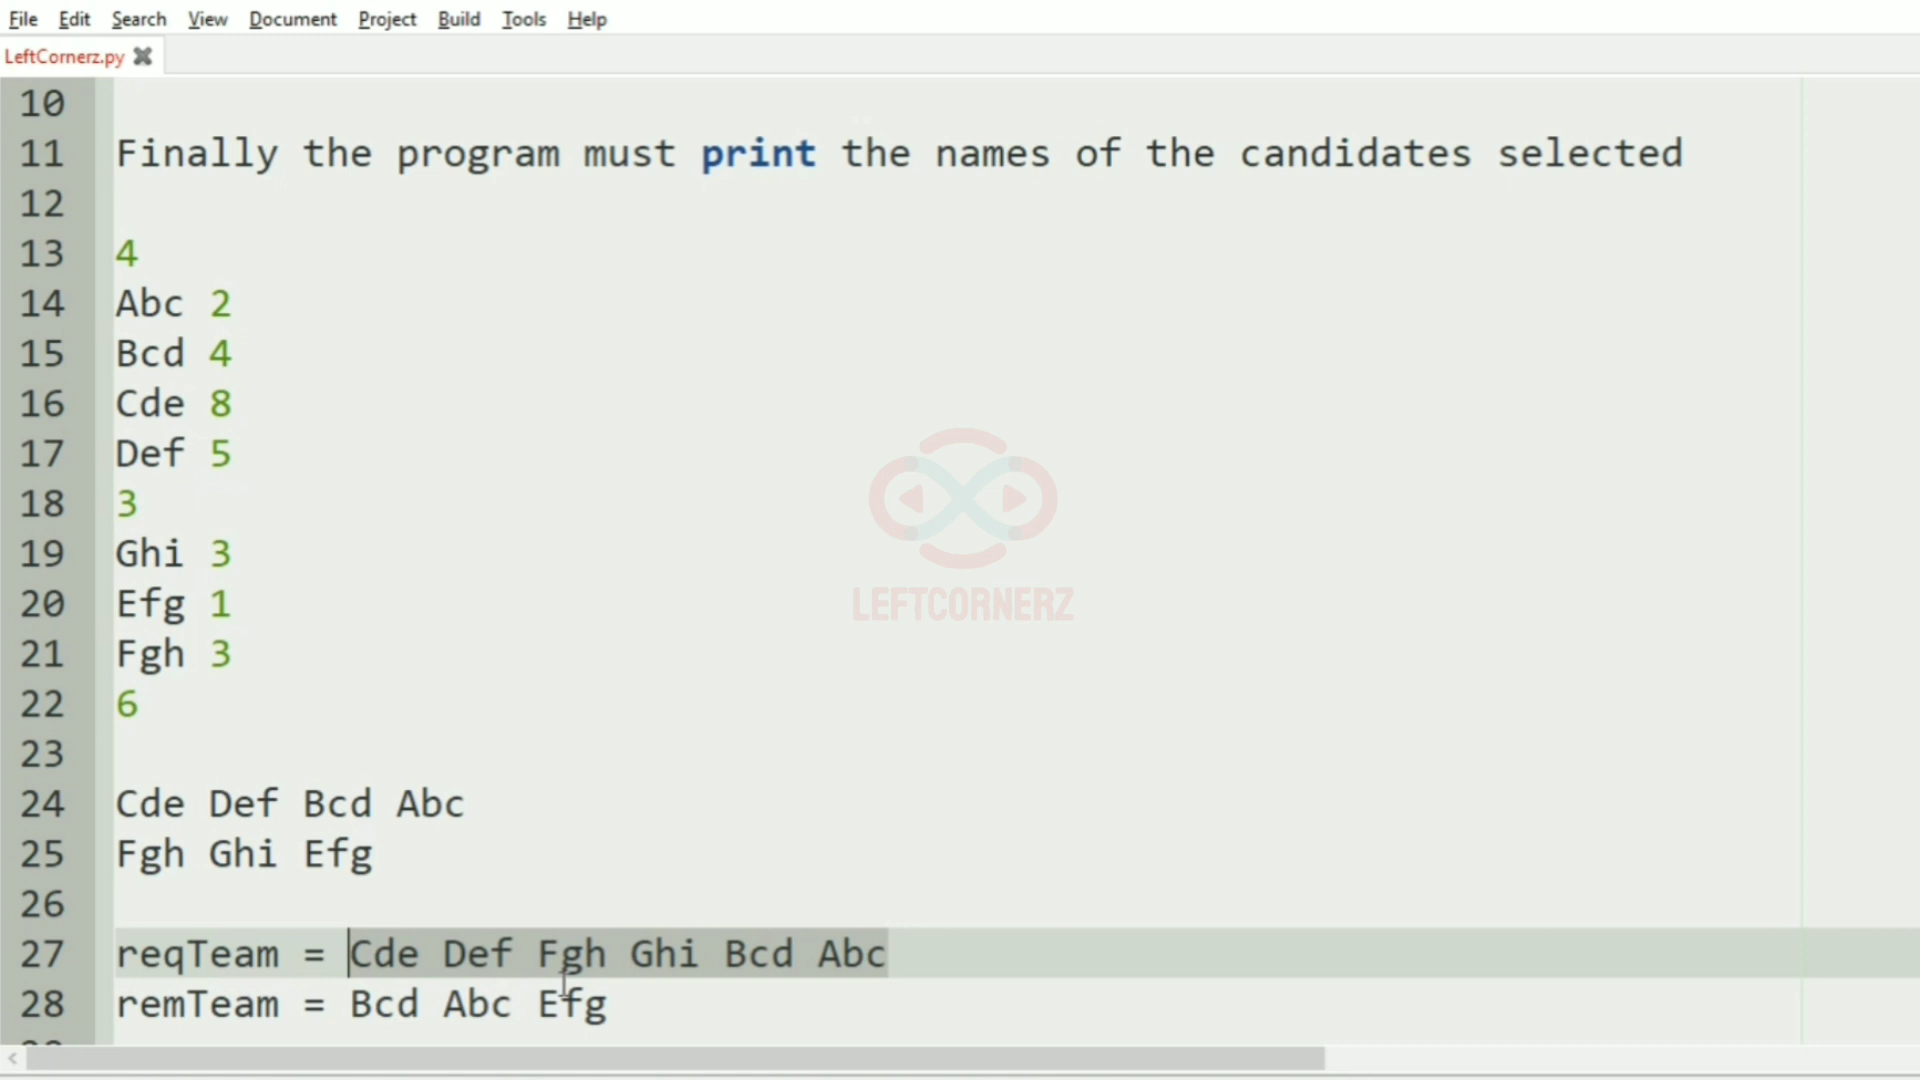 File Edit Search View Document Project Build Tools Help
LeftCornerz.py
10
11 Finally the program must print the names of the candidates selected
12
13 4
14 Abc 2
15 Bcd 4
16 Cde 8
17 Def 5
18 3
19 Ghi 3
20 Efg 1
21 Fgh 3
22 6
23
24 Cde Def Bcd Abc
25 Fgh Ghi Efg
26
27 reqTeam = Cde Def Fgh Ghi Bcd Abc
28 remTeam = Bcd Abc Efg
LEFTCORNERZ